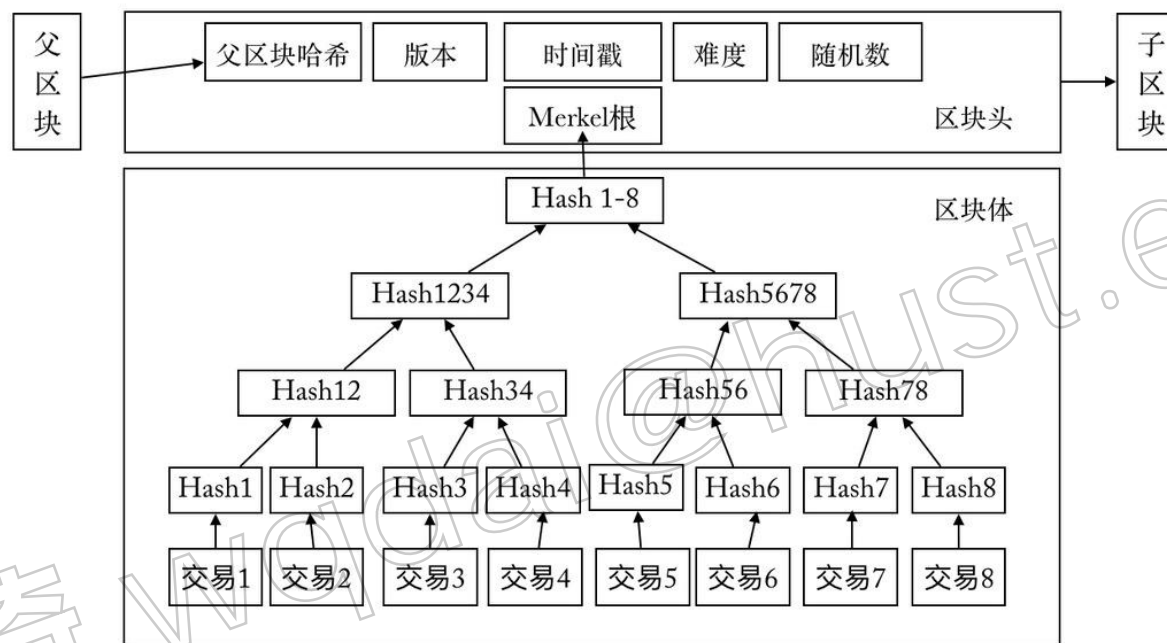 父区块
父区块哈希 版本 时间戳 难度 随机数
子区块
Merkel根
区块头
Hash 1-8
区块体
Hash1234 Hash5678
Hash12 Hash34 Hash56 Hash78
Hash1 Hash2 Hash3 Hash4 Hash5 Hash6 Hash7 Hash8
交易1 交易2 交易3 交易4 交易5 交易6 交易7 交易8
wqdai@hust.e